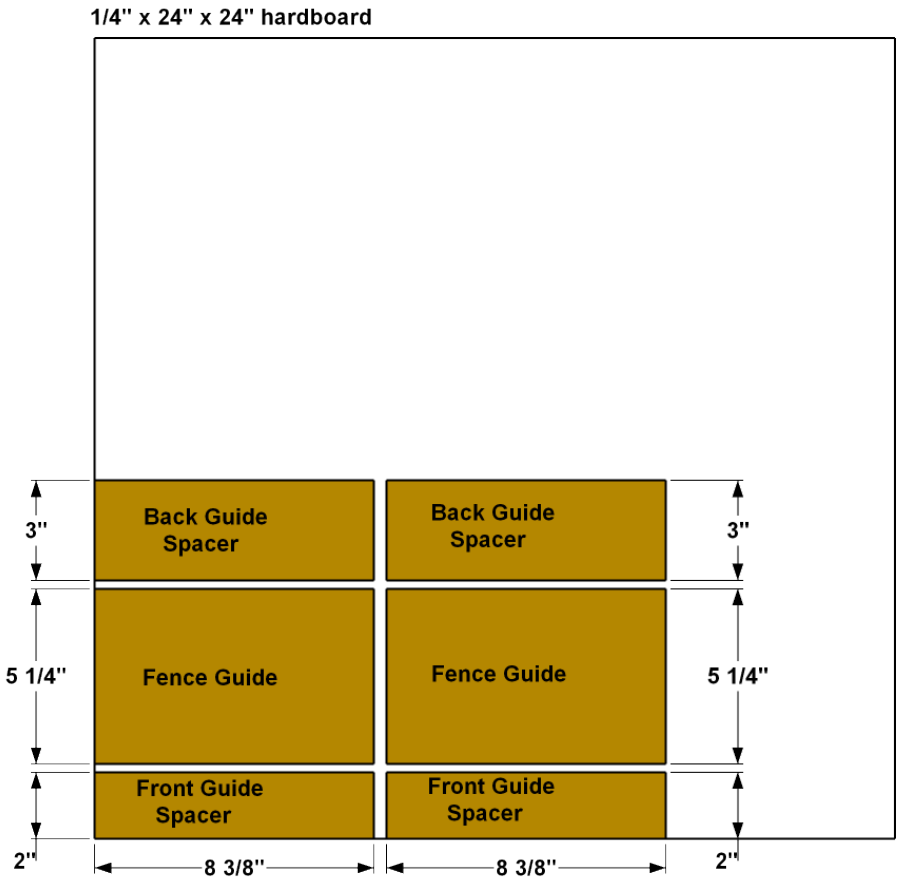 1/4" x 24" x 24" hardboard
Back Guide
Spacer
Back Guide
Spacer
3"
3"
Fence Guide
Fence Guide
5 1/4"
5 1/4"
Front Guide
Spacer
Front Guide
Spacer
2"
2"
8 3/8"
8 3/8"